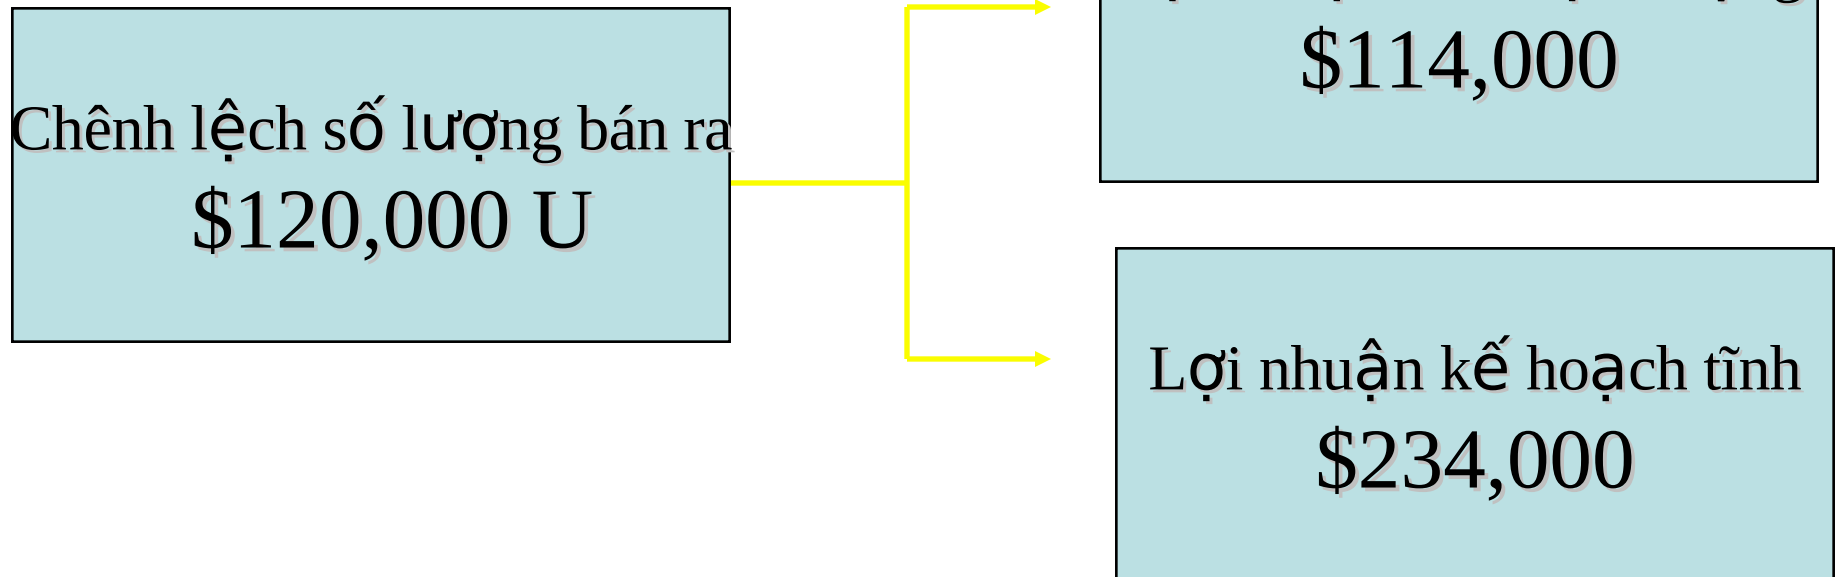 $114,000
Chênh lệch số lượng bán ra
$120,000 U
Lợi nhuận kế hoạch tĩnh
$234,000